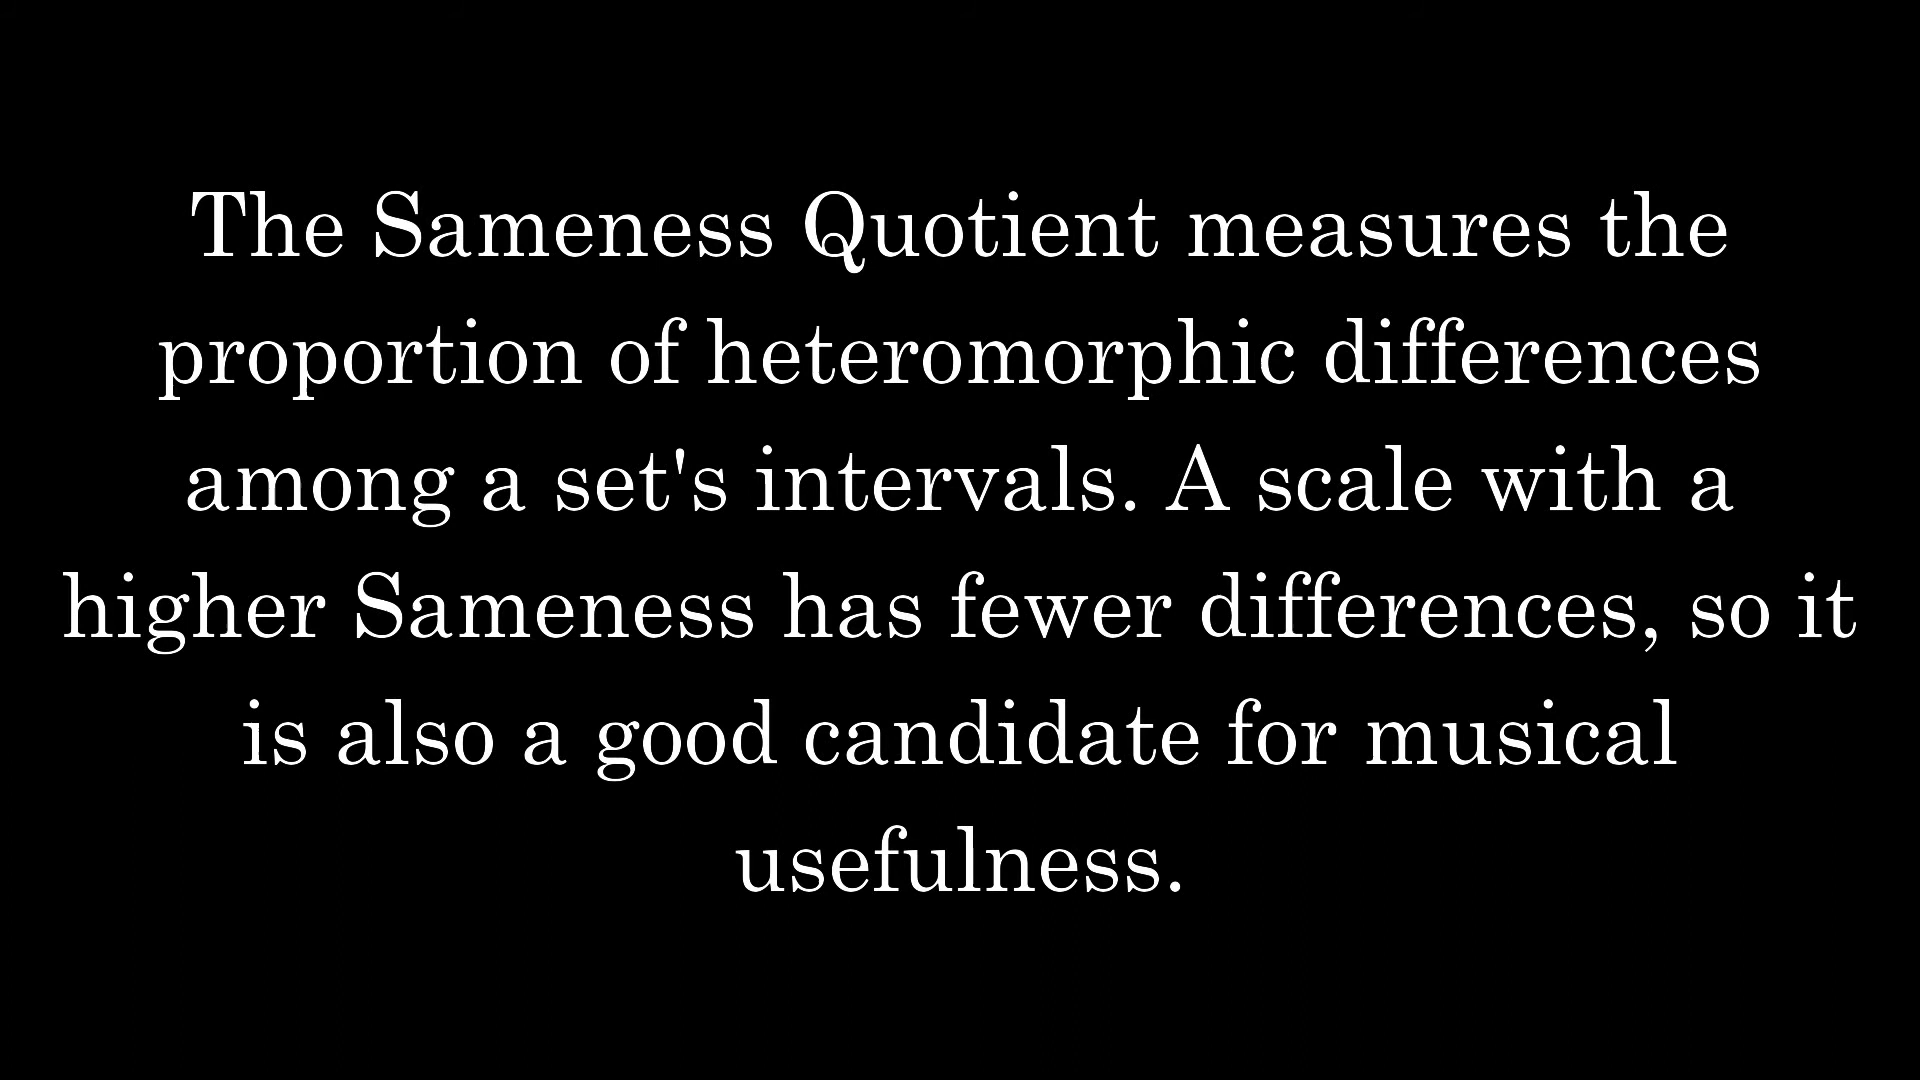 The Sameness Quotient measures the
proportion of heteromorphic differences
among a set's intervals. A scale with a
higher Sameness has fewer differences, so it
is also a good candidate for musical
usefulness.